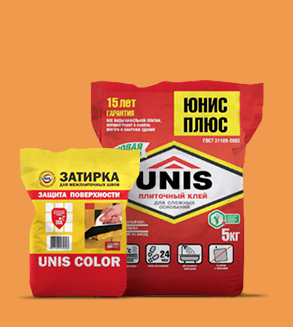 15 лет
ГАРАНТИЯ
ЮНИС
ПЛЮС
ГОСТ 31189-2003
UNIS
ПЛИТОЧНЫЙ КЛЕЙ
ДЛЯ СЛОЖНЫХ
ОСНОВАНИЙ
5кг
24
ЗАТИРКА
ДЛЯ МЕЖПЛИТОЧНЫХ ШВОВ
ЗАЩИТА ПОВЕРХНОСТИ
UNIS COLOR